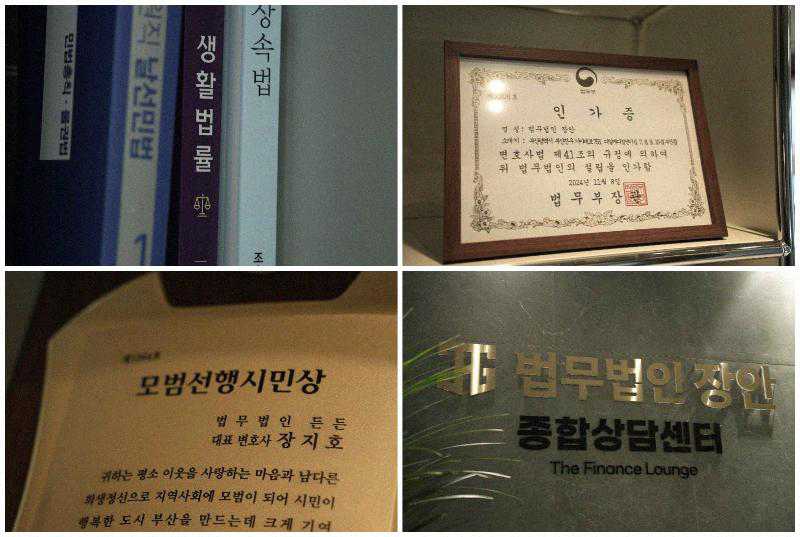 민법총칙·물권법
날선민법
생활법률
상속법
법무부
인가증
명칭: 법무법인 장안
변호사법 제41조의 규정에 의하여
위 법무법인의 설립을 인가함
2024년 11월 8일
법무부장관
모범선행시민상
법무법인 든든
대표 변호사 장지호
귀하는 평소 이웃을 사랑하는 마음과 남다른
희생정신으로 지역사회에 모범이 되어 시민이
행복한 도시 부산을 만드는데 크게 기여
법무법인 장안
종합상담센터
The Finance Lounge